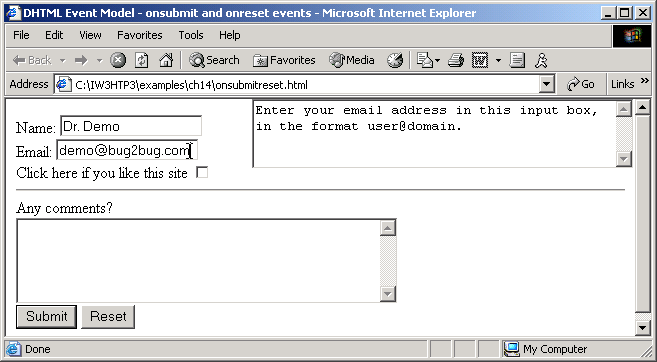 DHTML Event Model - onsubmit and onreset events - Microsoft Internet Explorer
File Edit View Favorites Tools Help
Back Search Favorites Media
Address C:\IW3HTP3\examples\ch14\onsubmitreset.html Go Links »
Name: Dr. Demo
Enter your email address in this input box,
in the format user@domain.
Email: demo@bug2bug.com
Click here if you like this site
Any comments?
Submit Reset
Done My Computer